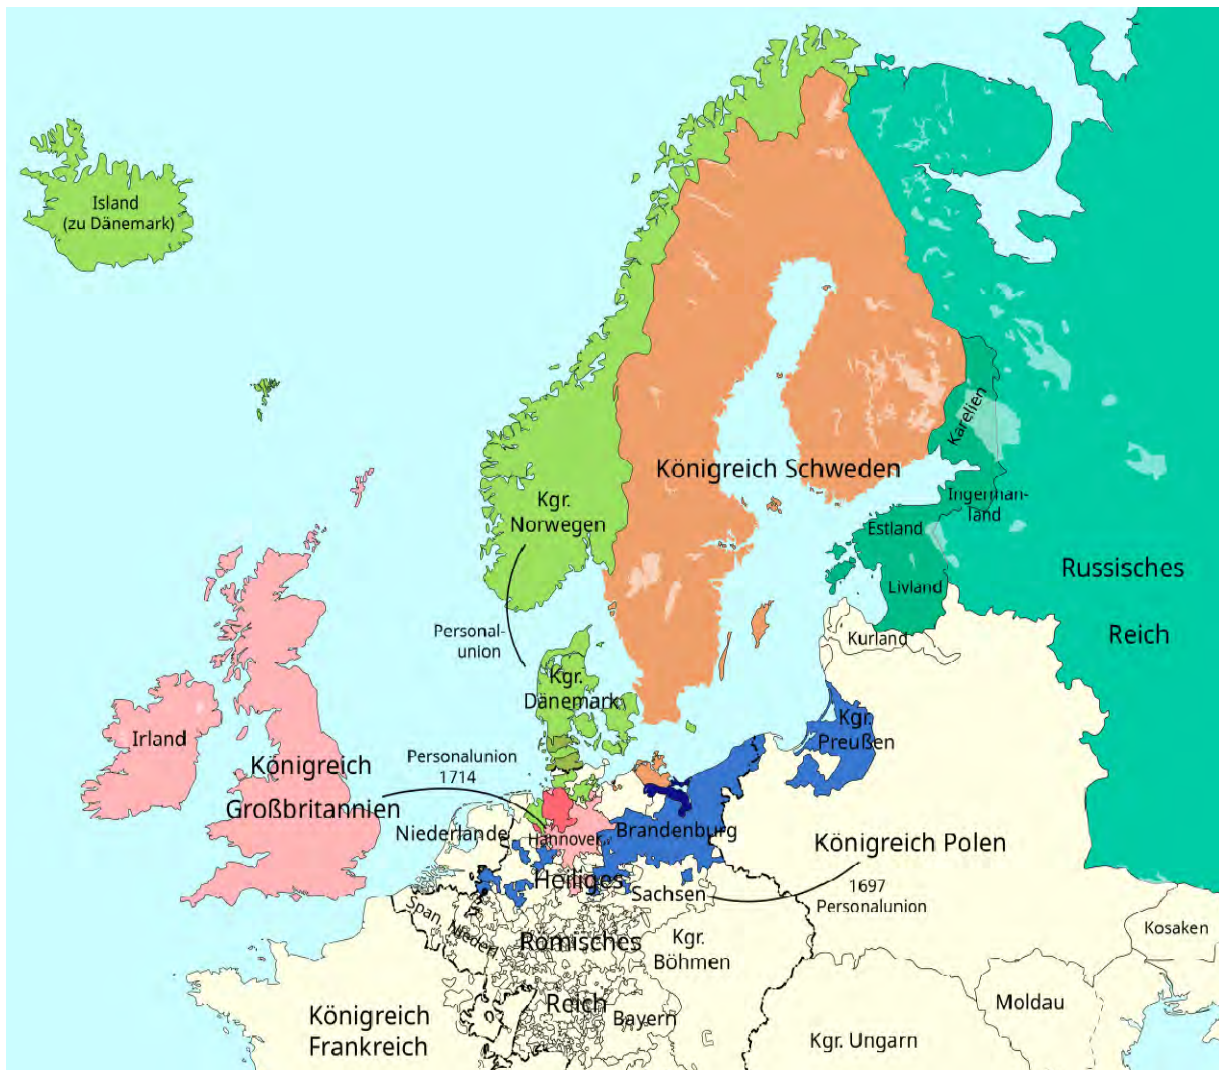 Island
(zu Dänemark)
Karelien
Königreich Schweden
Kgr.
Norwegen
Ingerman-
land
Estland
Russisches
Reich
Livland
Personal-
union
Kurland
Kgr.
Dänemark
Kgr.
Preußen
Irland
Königreich
Großbritannien
Personalunion
1714
Niederlande
Hannover
Brandenburg
Königreich Polen
Heiliges
Römisches
Reich
Sachsen
1697
Personalunion
Span. Niederl.
Kgr.
Böhmen
Kosaken
Moldau
Königreich
Frankreich
Bayern
Kgr. Ungarn